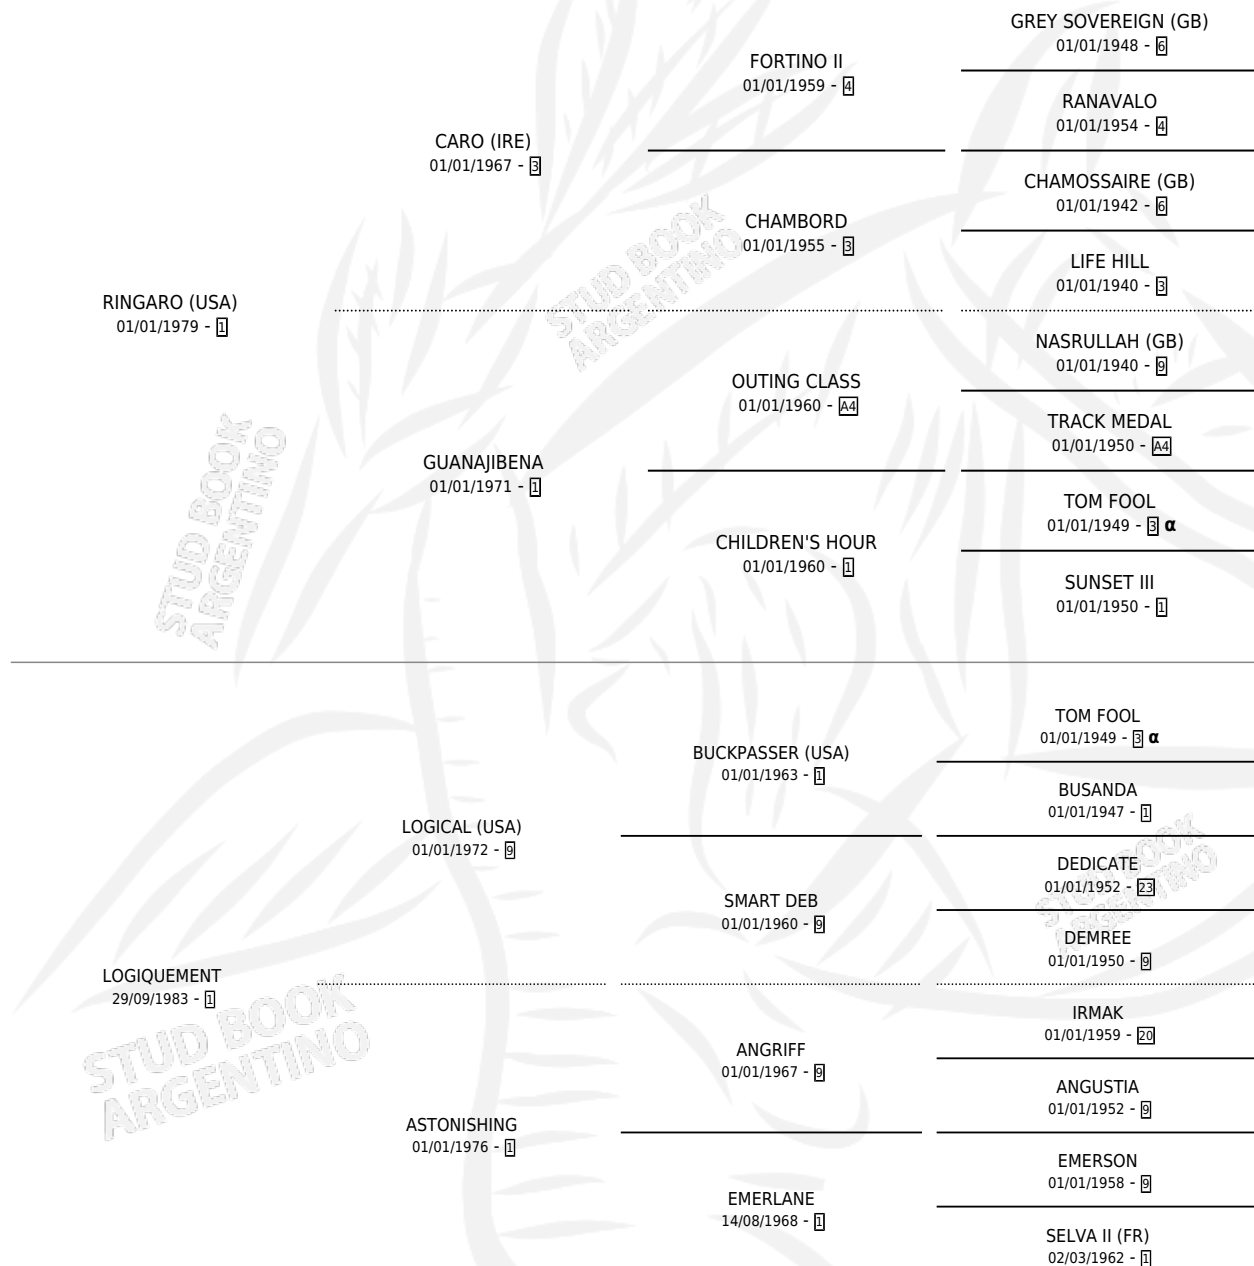 GREY SOVEREIGN (GB)
01/01/1948 - 6
FORTINO II
01/01/1959 - 4
RANAVALO
01/01/1954 - 4
CARO (IRE)
01/01/1967 - 3
CHAMOSSAIRE (GB)
01/01/1942 - 6
CHAMBORD
01/01/1955 - 3
LIFE HILL
01/01/1940 - 3
RINGARO (USA)
01/01/1979 - 1
NASRULLAH (GB)
01/01/1940 - 9
OUTING CLASS
01/01/1960 - A4
TRACK MEDAL
01/01/1950 - A4
GUANAJIBENA
01/01/1971 - 1
TOM FOOL
01/01/1949 - 3 α
CHILDREN'S HOUR
01/01/1960 - 1
SUNSET III
01/01/1950 - 1
TOM FOOL
01/01/1949 - 3 α
BUCKPASSER (USA)
01/01/1963 - 1
BUSANDA
01/01/1947 - 1
LOGICAL (USA)
01/01/1972 - 9
DEDICATE
01/01/1952 - 23
SMART DEB
01/01/1960 - 9
DEMREE
01/01/1950 - 9
LOGIQUEMENT
29/09/1983 - 1
IRMAK
01/01/1959 - 20
ANGRIFF
01/01/1967 - 9
ANGUSTIA
01/01/1952 - 9
ASTONISHING
01/01/1976 - 1
EMERSON
01/01/1958 - 9
EMERLANE
14/08/1968 - 1
SELVA II (FR)
02/03/1962 - 1
STUD BOOK
ARGENTINO
STUD BOOK
ARGENTINO
STUD BOOK
ARGENTINO
STUD BOOK
ARGENTINO